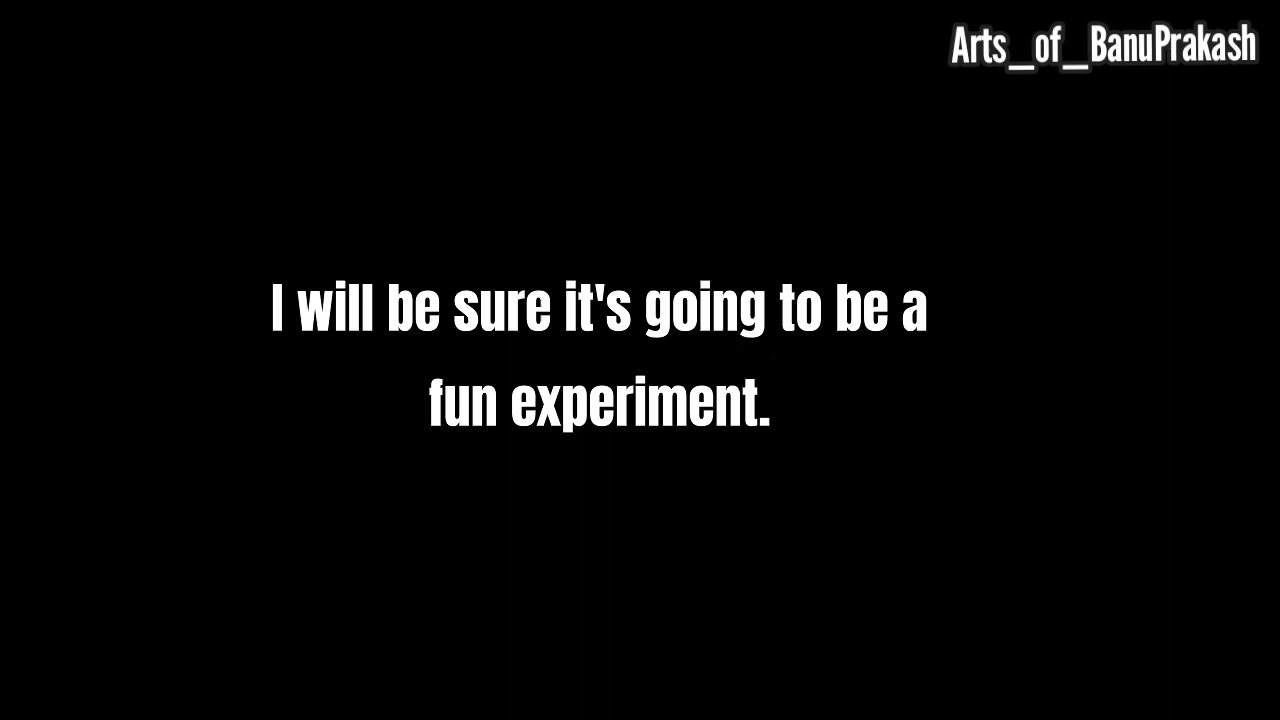 Arts_of_BanuPrakash
I will be sure it's going to be a
fun experiment.